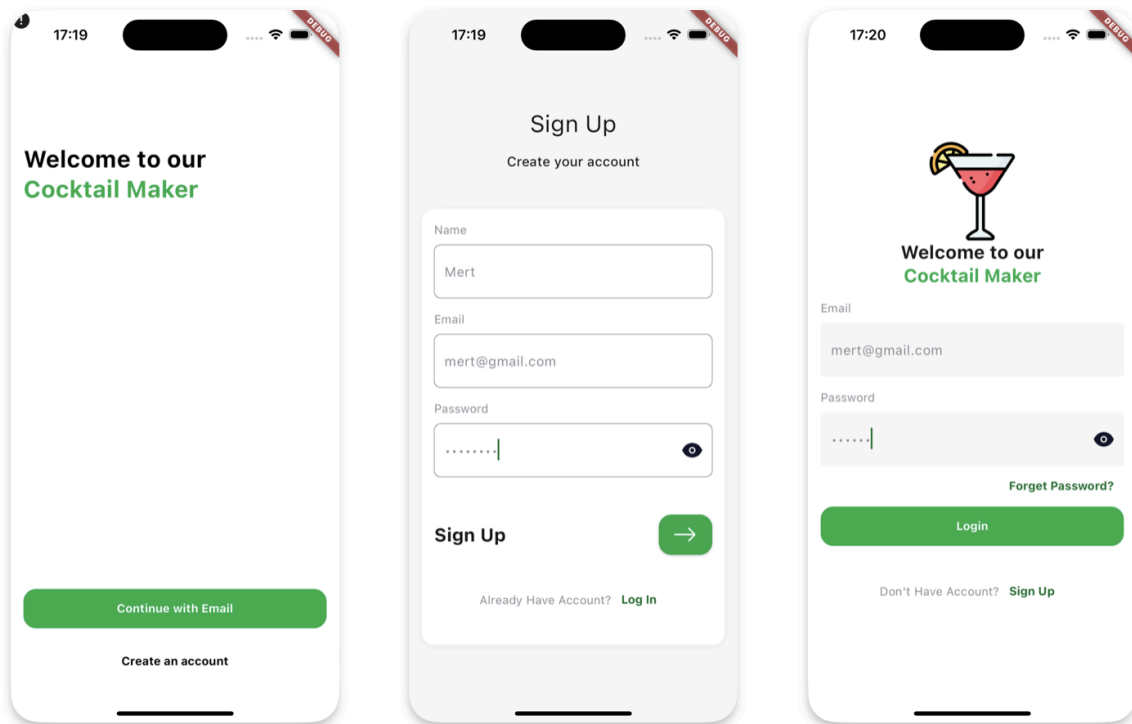 17:19
DEBUG
Welcome to our
Cocktail Maker
Continue with Email
Create an account
17:19
DEBUG
Sign Up
Create your account
Name
Mert
Email
mert@gmail.com
Password
Sign Up
Already Have Account? Log In
17:20
DEBUG
Welcome to our
Cocktail Maker
Email
mert@gmail.com
Password
Forget Password?
Login
Don't Have Account? Sign Up